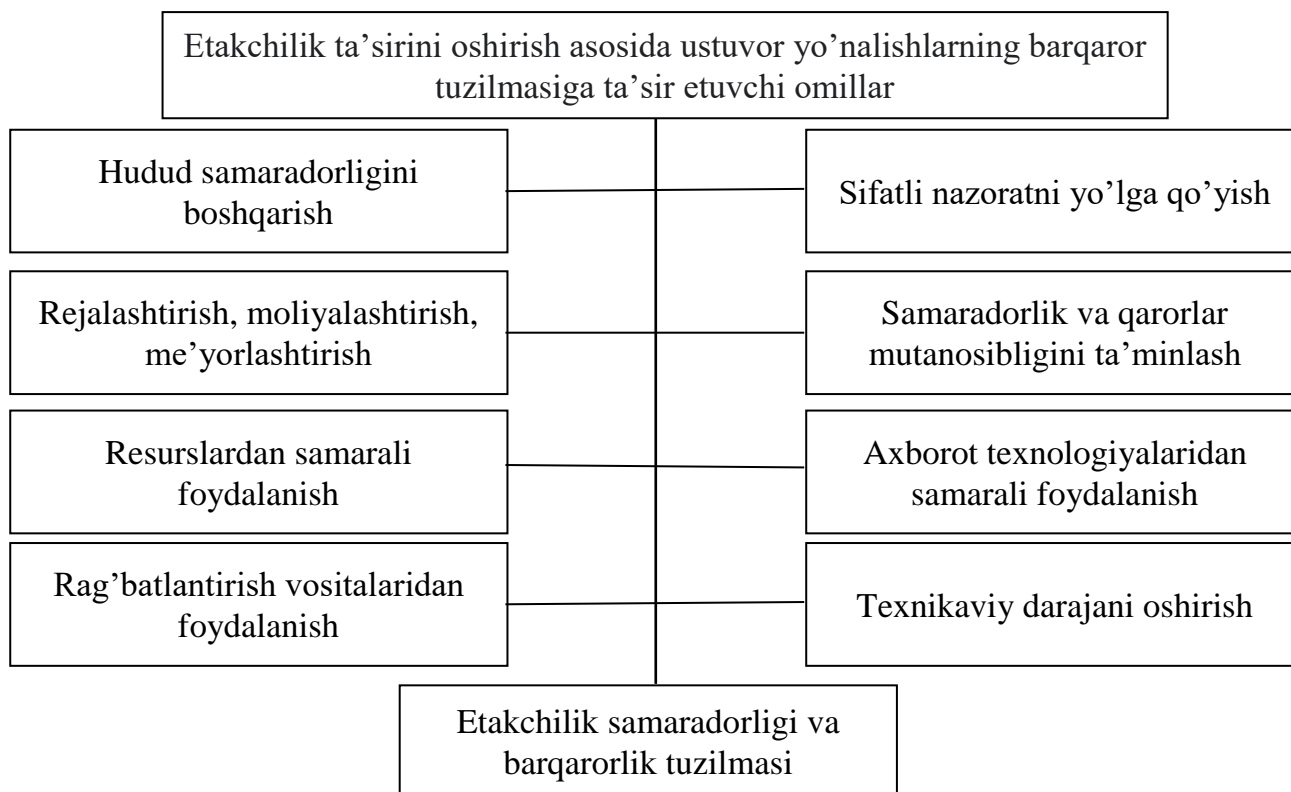 Etakchilik ta’sirini oshirish asosida ustuvor yo’nalishlarning barqaror
tuzilmasiga ta’sir etuvchi omillar
Hudud samaradorligini
boshqarish
Sifatli nazoratni yo’lga qo’yish
Rejalashtirish, moliyalashtirish,
me’yorlashtirish
Samaradorlik va qarorlar
mutanosibligini ta’minlash
Resurslardan samarali
foydalanish
Axborot texnologiyalaridan
samarali foydalanish
Rag’batlantirish vositalaridan
foydalanish
Texnikaviy darajani oshirish
Etakchilik samaradorligi va
barqarorlik tuzilmasi